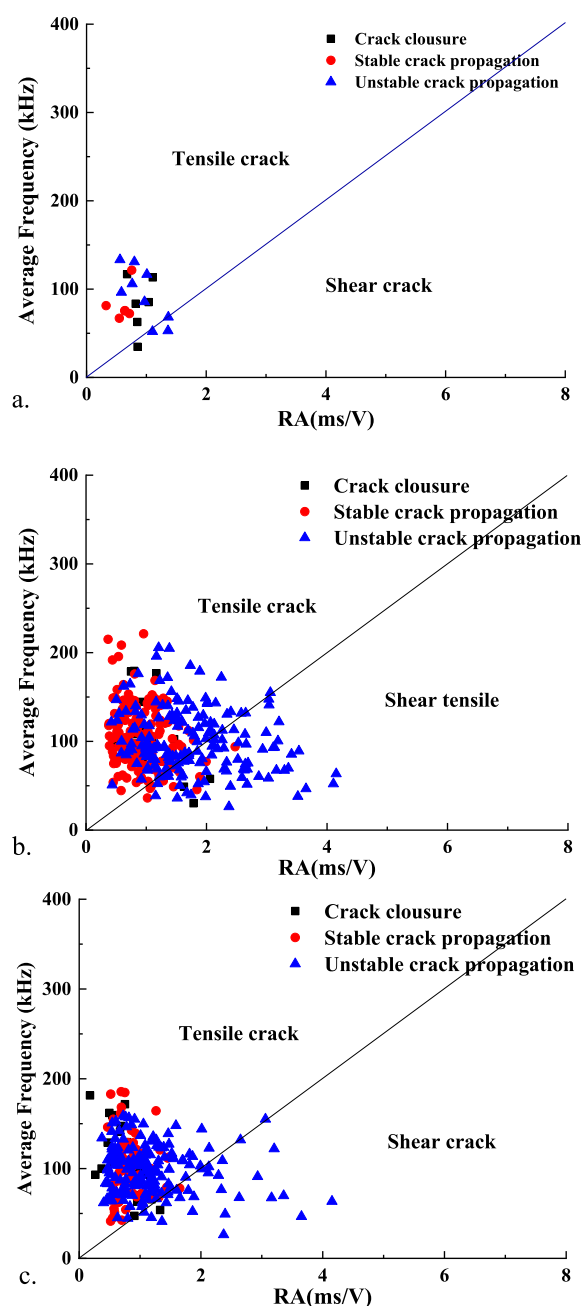 400
300
200
100
0
0
2
4
6
8
Average Frequency (kHz)
RA(ms/V)
Crack clousure
Stable crack propagation
Unstable crack propagation
Tensile crack
Shear crack
a.
400
300
200
100
0
0
2
4
6
8
Average Frequency (kHz)
RA(ms/V)
Crack clousure
Stable crack propagation
Unstable crack propagation
Tensile crack
Shear tensile
b.
400
300
200
100
0
0
2
4
6
8
Average Frequency (kHz)
RA(ms/V)
Crack clousure
Stable crack propagation
Unstable crack propagation
Tensile crack
Shear crack
c.